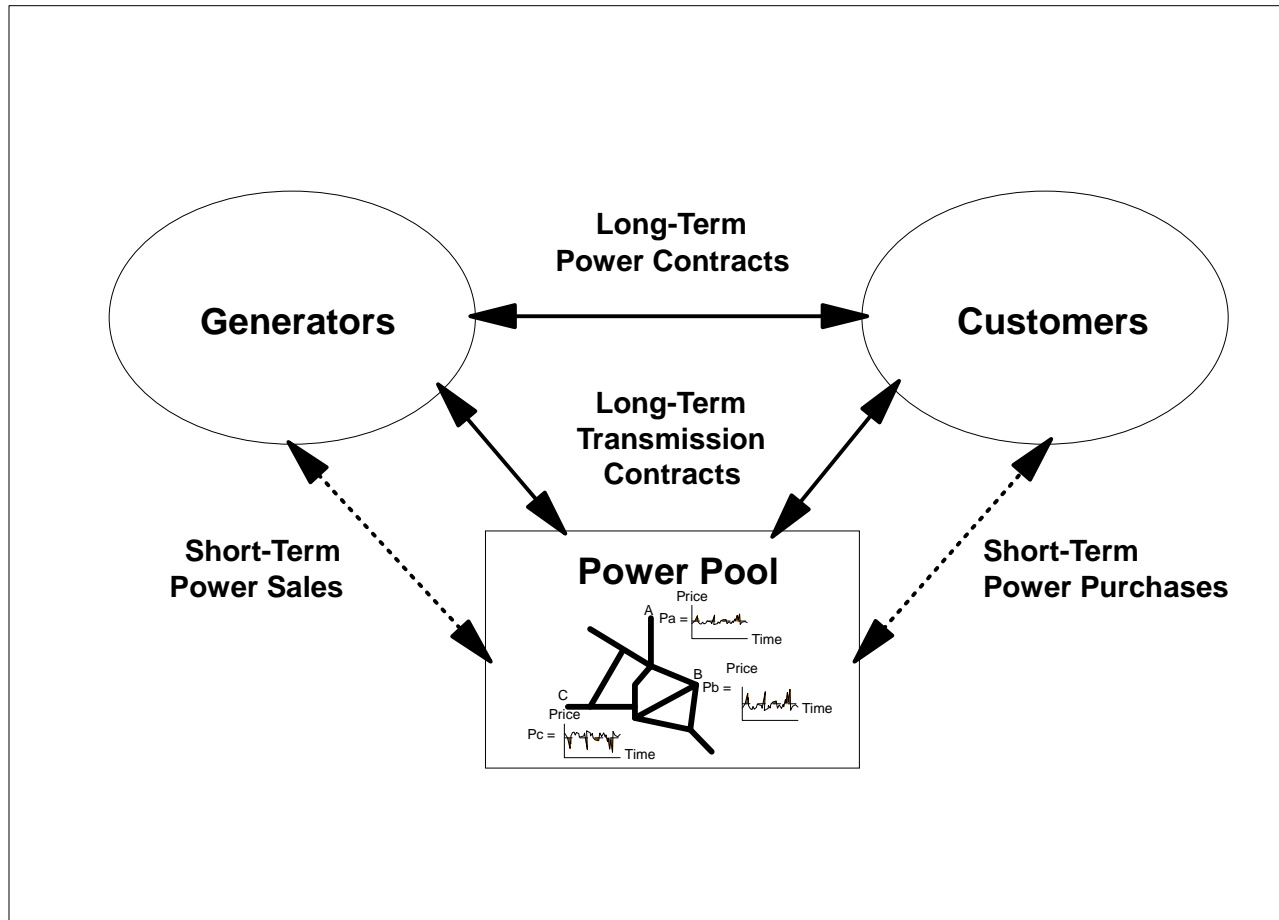 Long-Term
Power Contracts
Generators
Customers
Long-Term
Transmission
Contracts
Short-Term
Power Sales
Short-Term
Power Purchases
Power Pool
Price
A
Pa =
Time
Price
B
Pb =
Time
C
Price
Pc =
Time